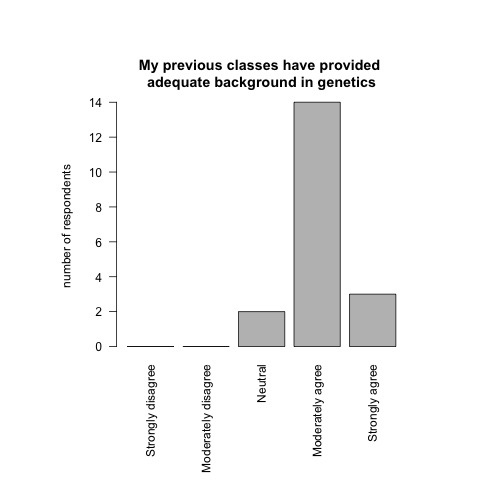 My previous classes have provided
adequate background in genetics
number of respondents
14
12
10
8
6
4
2
0
Strongly disagree
Moderately disagree
Neutral
Moderately agree
Strongly agree